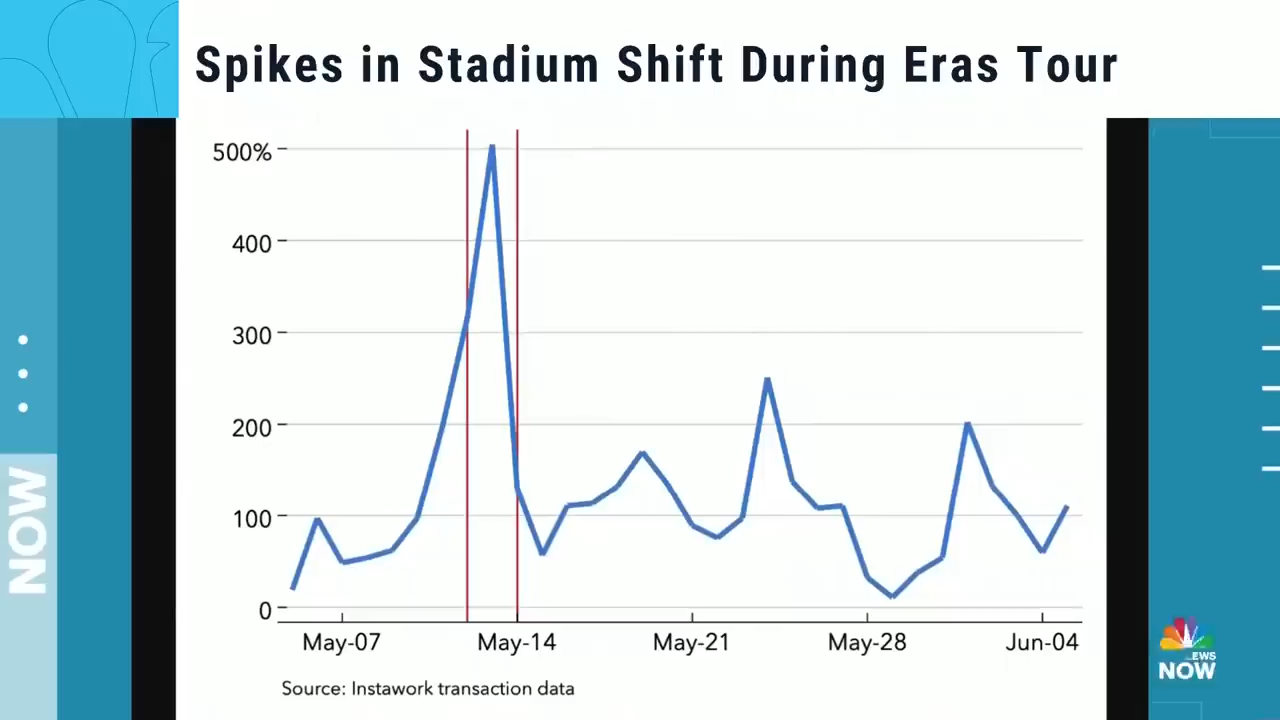 Spikes in Stadium Shift During Eras Tour
500%
400
300
200
100
0
May-07 May-14 May-21 May-28 Jun-04
Source: Instawork transaction data
NOW
EWS
NOW